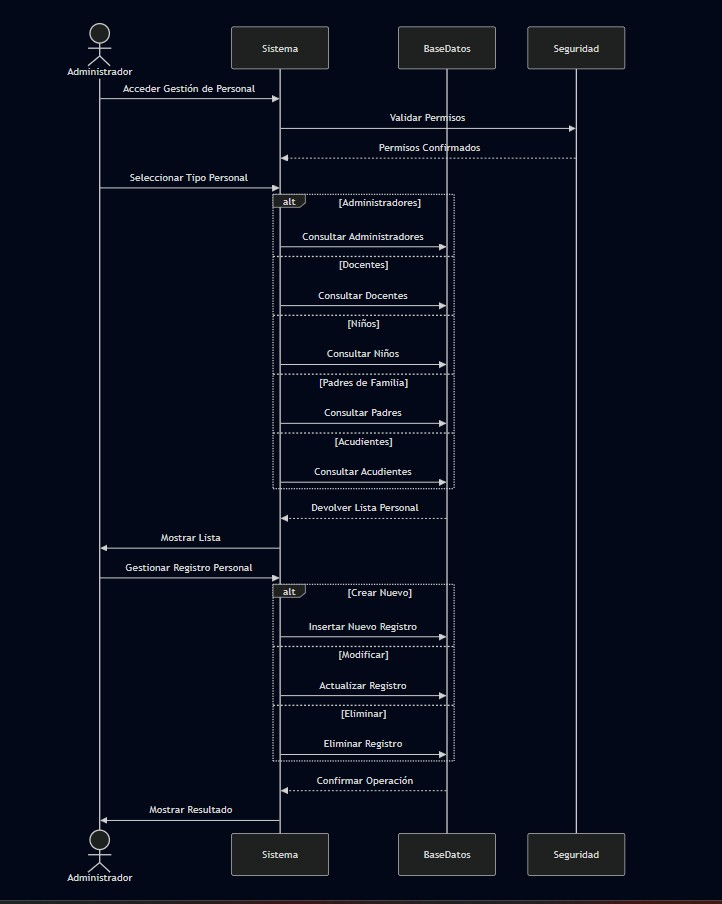 Administrador
Sistema
BaseDatos
Seguridad
Acceder Gestión de Personal
Validar Permisos
Permisos Confirmados
Seleccionar Tipo Personal
alt
[Administradores]
Consultar Administradores
[Docentes]
Consultar Docentes
[Niños]
Consultar Niños
[Padres de Familia]
Consultar Padres
[Acudientes]
Consultar Acudientes
Devolver Lista Personal
Mostrar Lista
Gestionar Registro Personal
alt
[Crear Nuevo]
Insertar Nuevo Registro
[Modificar]
Actualizar Registro
[Eliminar]
Eliminar Registro
Confirmar Operación
Mostrar Resultado
Administrador
Sistema
BaseDatos
Seguridad